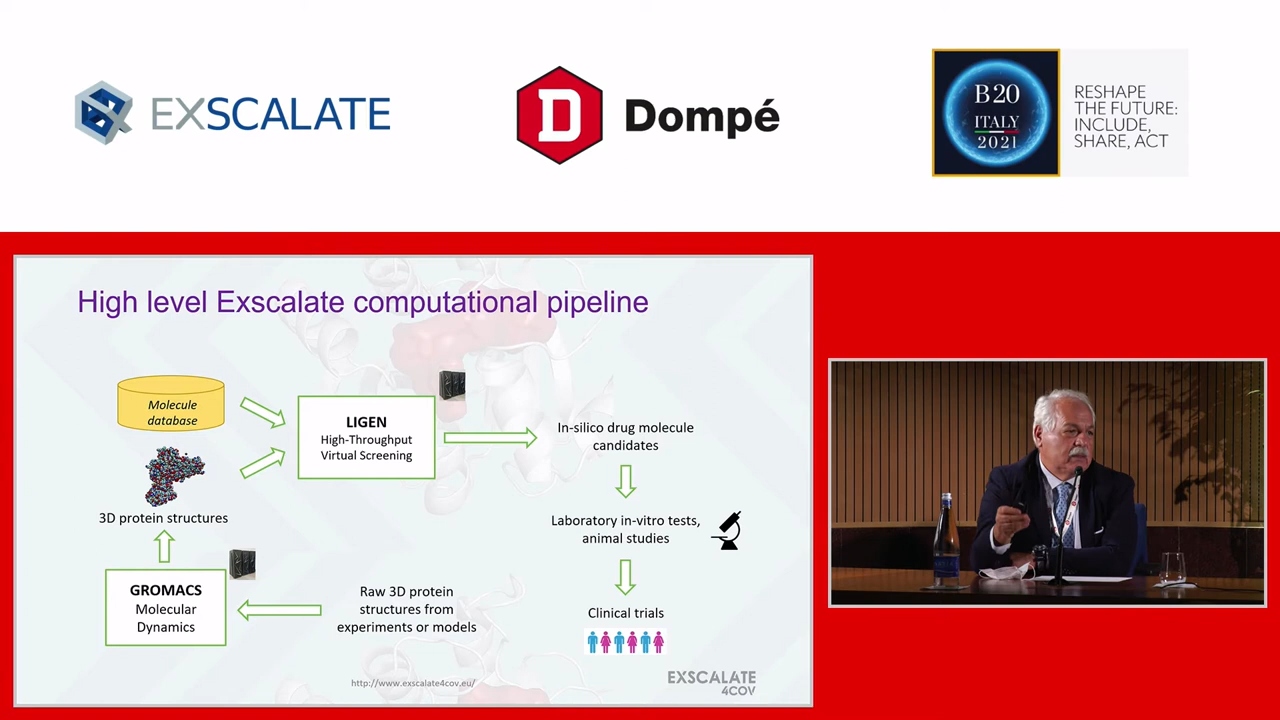 EXSCALATE
Dompé
B20
ITALY
2021
RESHAPE
THE FUTURE:
INCLUDE,
SHARE, ACT
High level Exscalate computational pipeline
Molecule
database
LIGEN
High-Throughput
Virtual Screening
In-silico drug molecule
candidates
3D protein structures
Laboratory in-vitro tests,
animal studies
GROMACS
Molecular
Dynamics
Raw 3D protein
structures from
experiments or models
Clinical trials
http://www.exscalate4cov.eu/
EXSCALATE
4COV